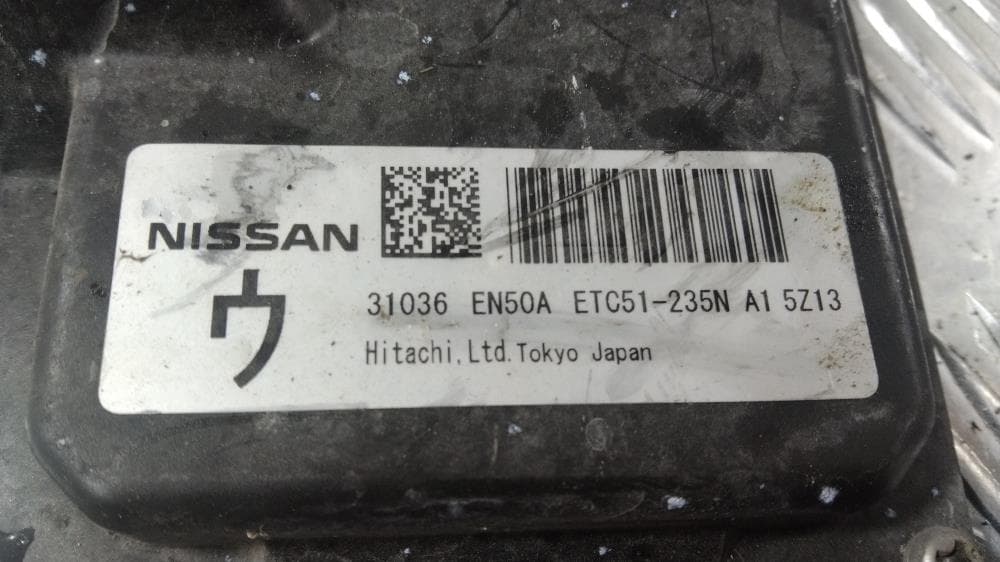 NISSAN
ウ
31036 EN50A ETC51-235N A1 5Z13
Hitachi,Ltd.Tokyo Japan